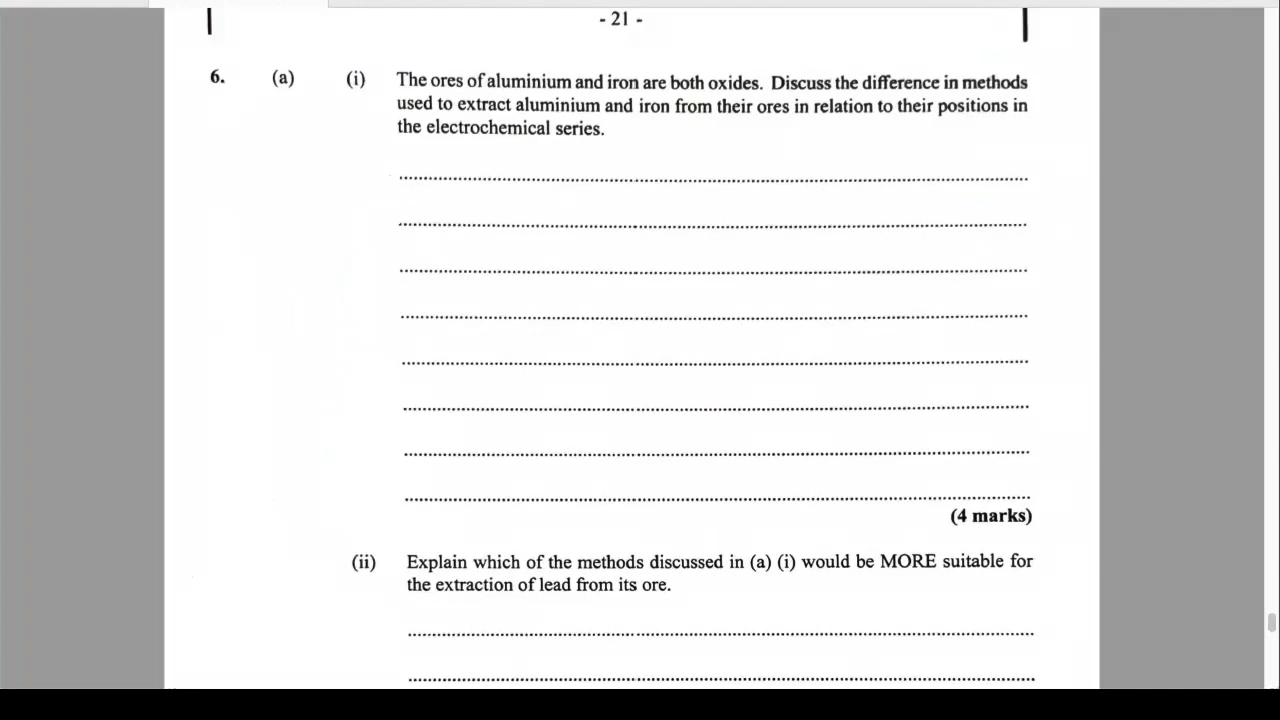 - 21 -
6. (a) (i) The ores of aluminium and iron are both oxides. Discuss the difference in methods
used to extract aluminium and iron from their ores in relation to their positions in
the electrochemical series.
(4 marks)
(ii) Explain which of the methods discussed in (a) (i) would be MORE suitable for
the extraction of lead from its ore.